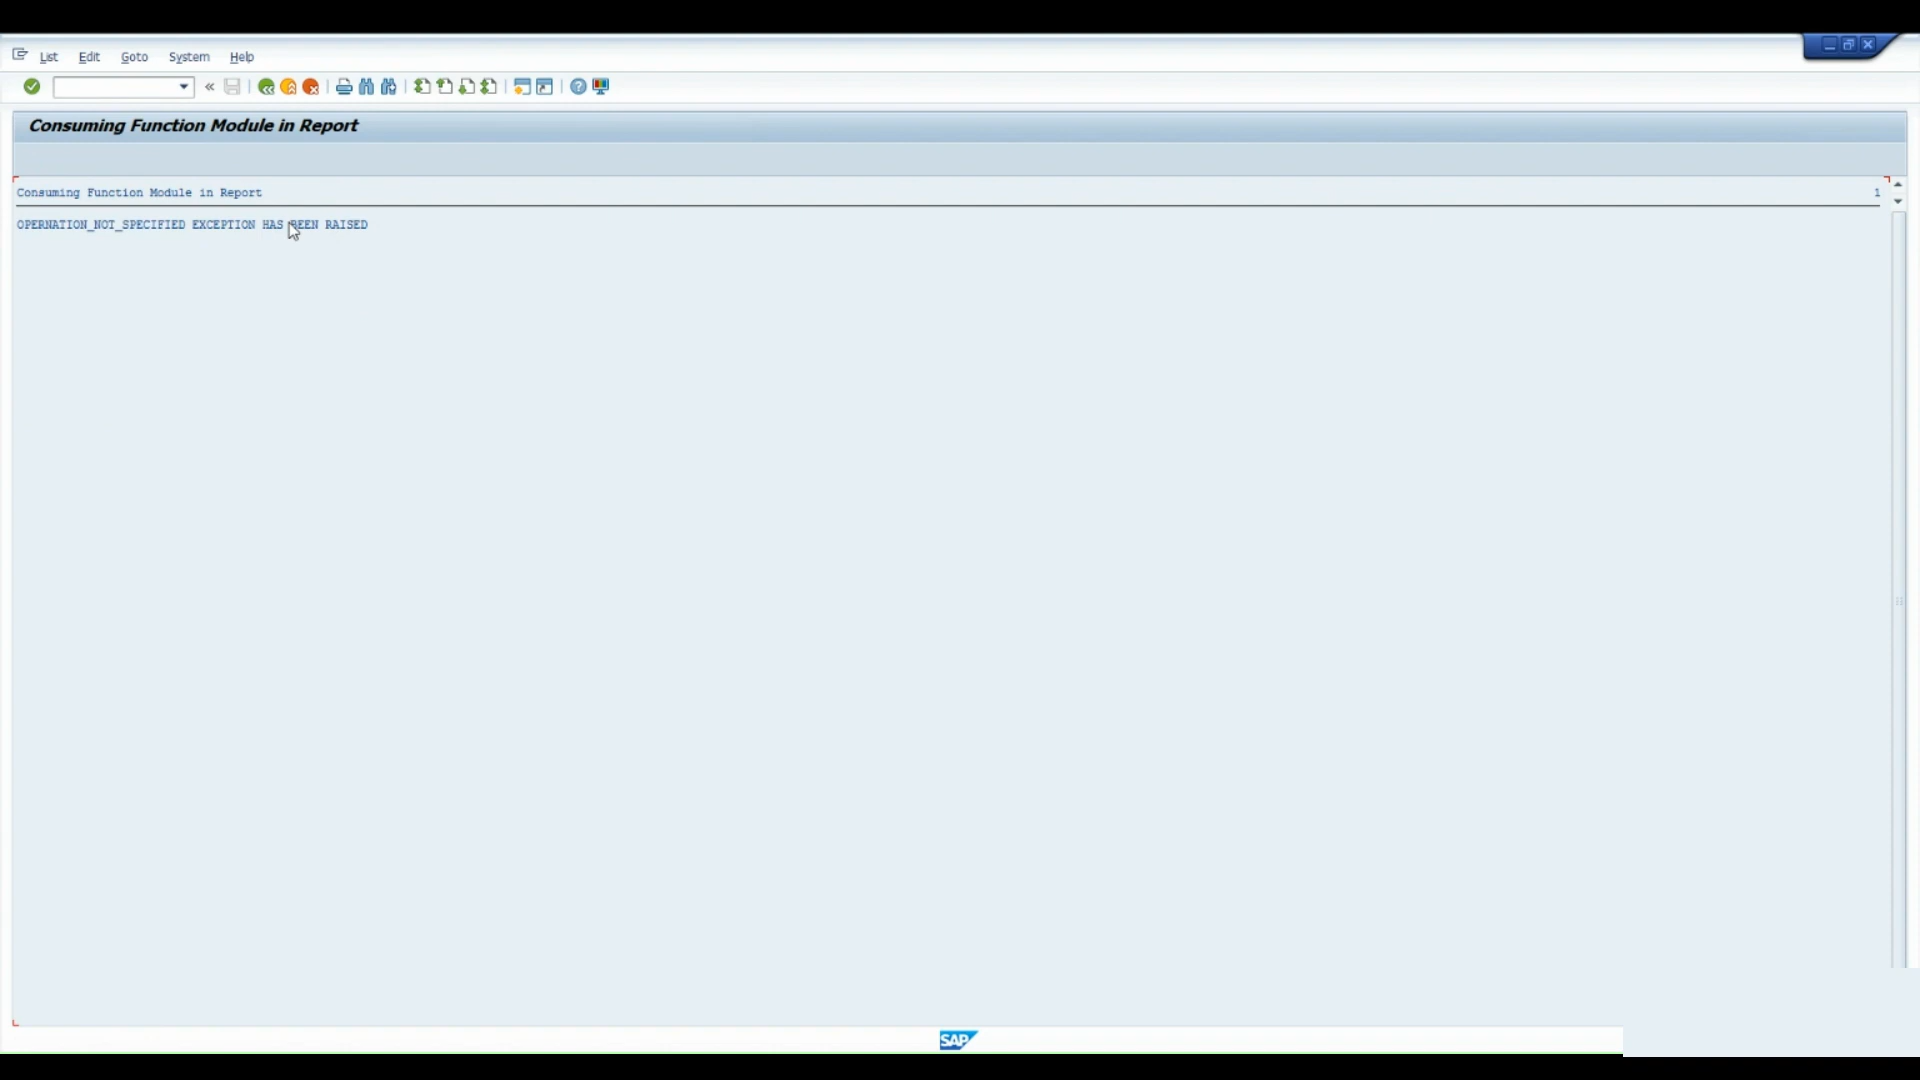 List Edit Goto System Help
Consuming Function Module in Report
Consuming Function Module in Report 1
OPERNATION_NOT_SPECIFIED EXCEPTION HAS BEEN RAISED
SAP